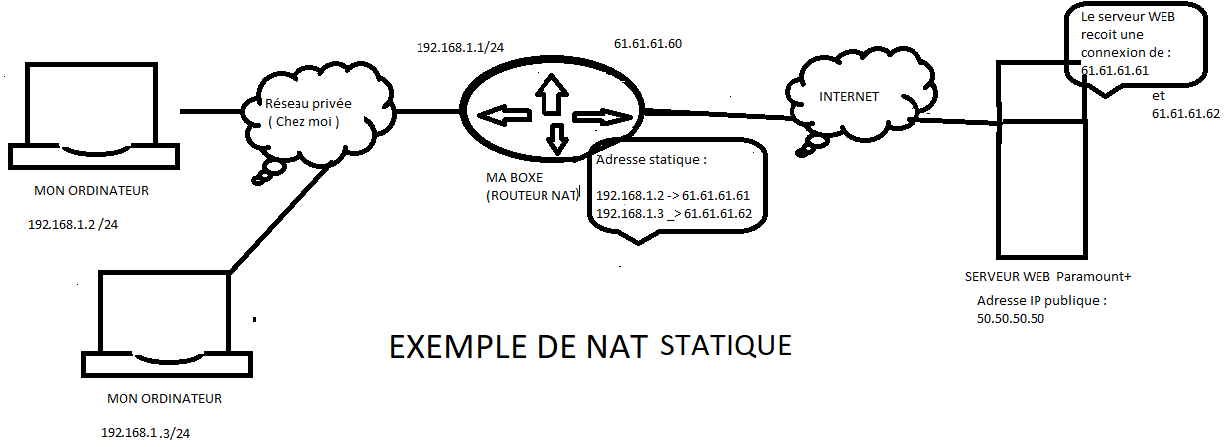 192.168.1.1/24
61.61.61.60
Le serveur WEB
recoit une
connexion de :
61.61.61.61
et
61.61.61.62
Réseau privée
( Chez moi )
INTERNET
Adresse statique :
192.168.1.2 -> 61.61.61.61
192.168.1.3 _> 61.61.61.62
MA BOXE
(ROUTEUR NAT)
MON ORDINATEUR
192.168.1.2 /24
SERVEUR WEB Paramount+
Adresse IP publique :
50.50.50.50
EXEMPLE DE NAT STATIQUE
MON ORDINATEUR
192.168.1 .3/24